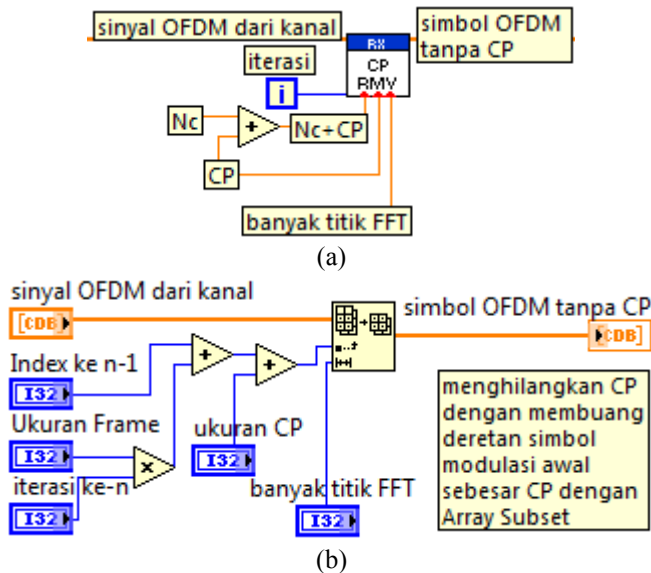 sinyal OFDM dari kanal
simbol OFDM
tanpa CP
RX
CP
RMV
iterasi
i
Nc
+
Nc+CP
CP
banyak titik FFT
(a)
sinyal OFDM dari kanal
[CDB]
simbol OFDM tanpa CP
[CDB]
Index ke n-1
I32
+
+
Ukuran Frame
I32
ukuran CP
I32
x
iterasi ke-n
I32
banyak titik FFT
I32
menghilangkan CP
dengan membuang
deretan simbol
modulasi awal
sebesar CP dengan
Array Subset
(b)